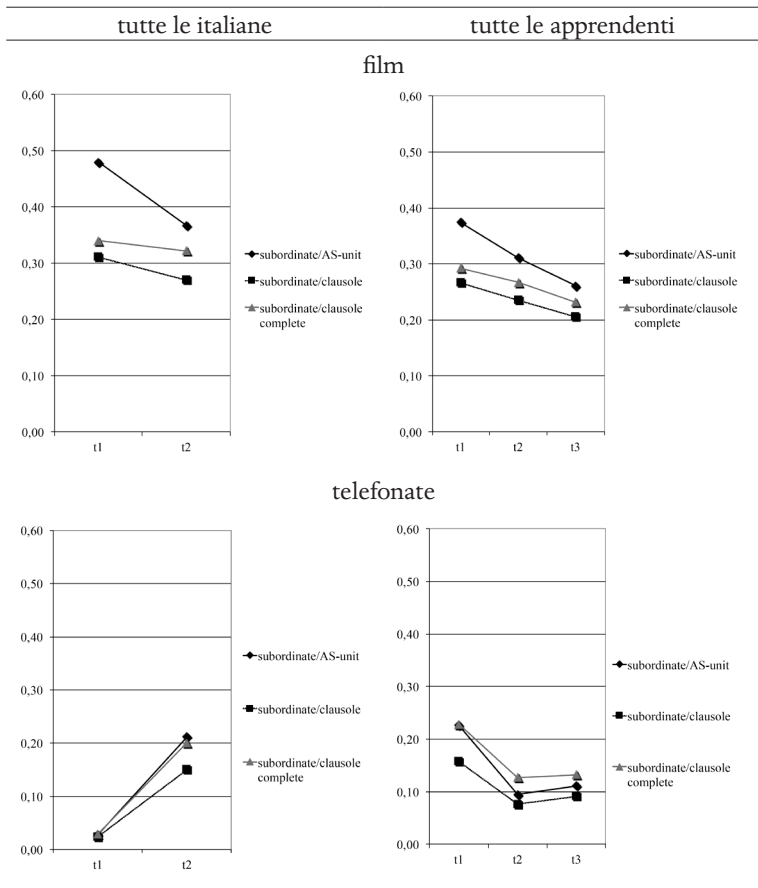 tutte le italiane
tutte le apprendenti
film
0,60
0,50
0,40
0,30
0,20
0,10
0,00
t1
t2
subordinate/AS-unit
subordinate/clausole
subordinate/clausole
complete
0,60
0,50
0,40
0,30
0,20
0,10
0,00
t1
t2
t3
subordinate/AS-unit
subordinate/clausole
subordinate/clausole
complete
telefonate
0,60
0,50
0,40
0,30
0,20
0,10
0,00
t1
t2
subordinate/AS-unit
subordinate/clausole
subordinate/clausole
complete
0,60
0,50
0,40
0,30
0,20
0,10
0,00
t1
t2
t3
subordinate/AS-unit
subordinate/clausole
subordinate/clausole
complete